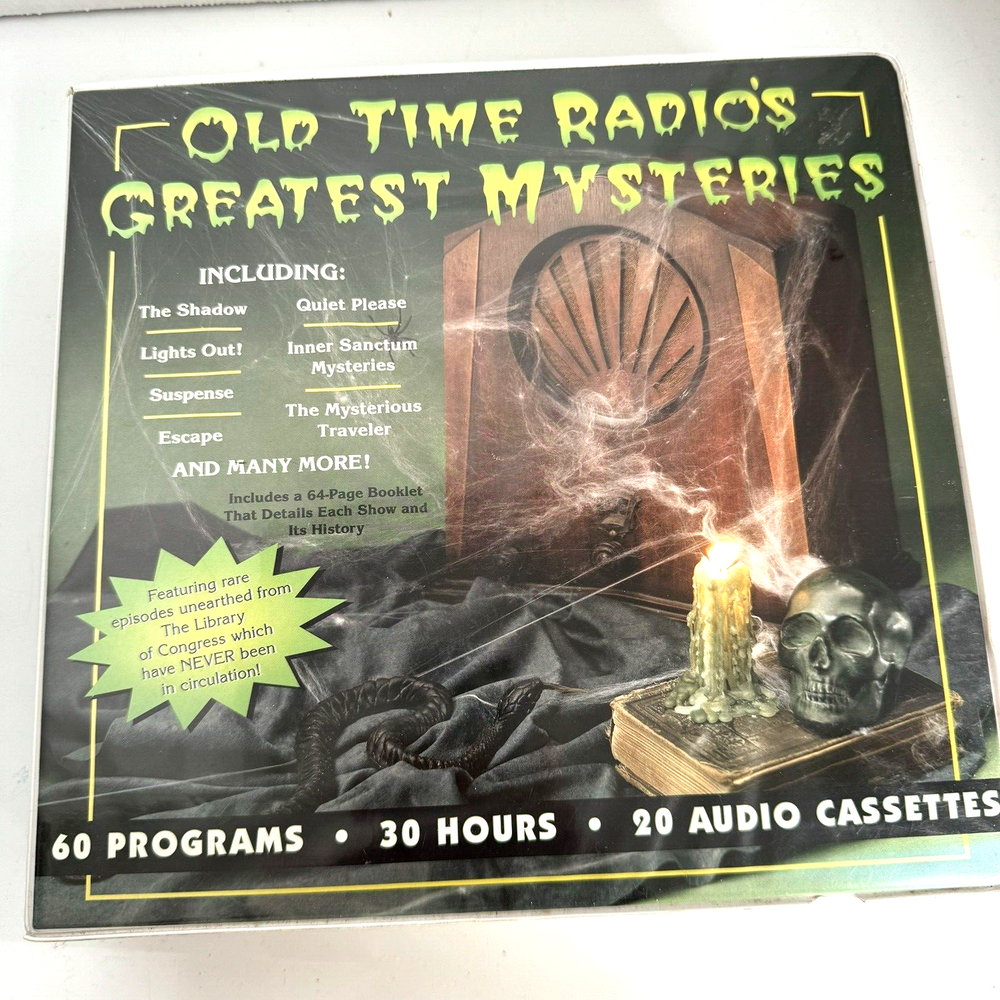 OLD TIME RADIO'S
GREATEST MYSTERIES
INCLUDING:
The Shadow
Lights Out!
Suspense
Escape
Quiet Please
Inner Sanctum
Mysteries
The Mysterious
Traveler
AND MANY MORE!
Includes a 64-Page Booklet
That Details Each Show and
Its History
Featuring rare
episodes unearthed from
The Library
of Congress which
have NEVER been
in circulation!
60 PROGRAMS • 30 HOURS • 20 AUDIO CASSETTES